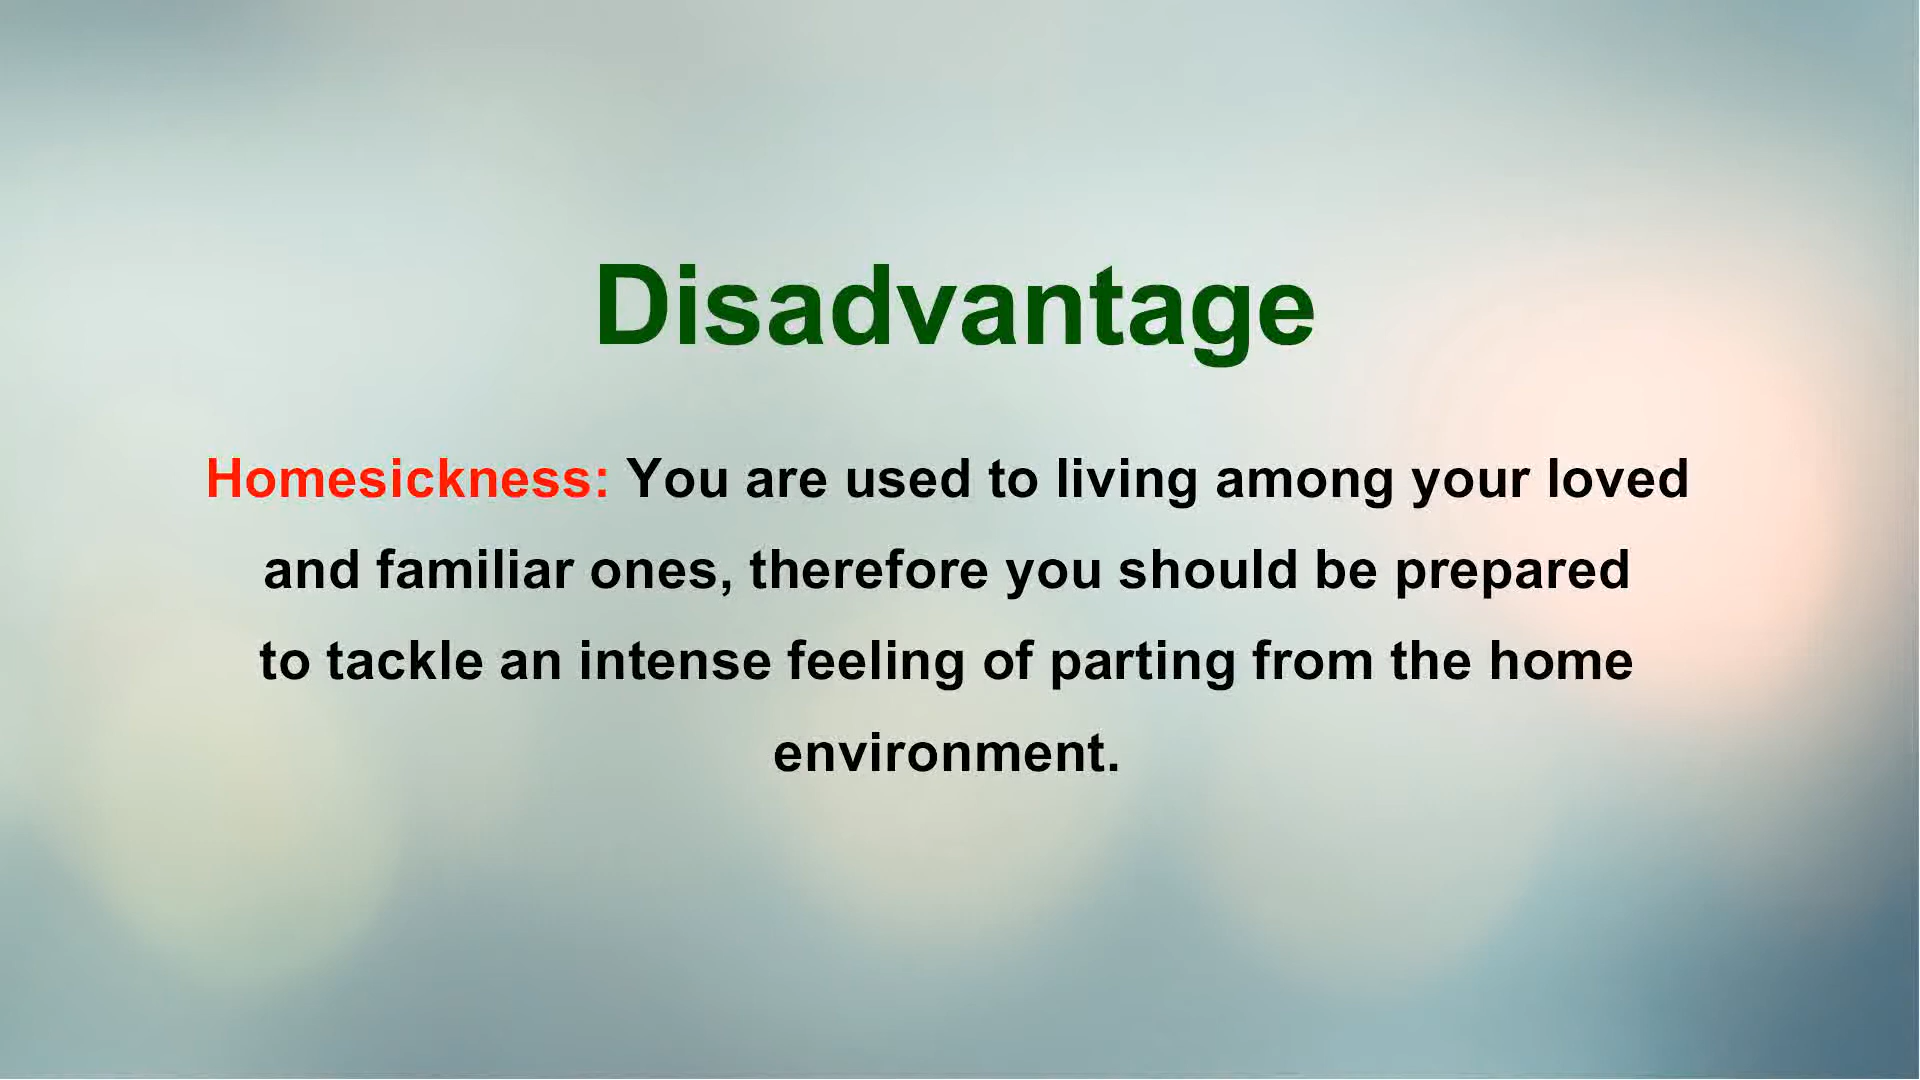 Disadvantage
Homesickness: You are used to living among your loved
and familiar ones, therefore you should be prepared
to tackle an intense feeling of parting from the home
environment.